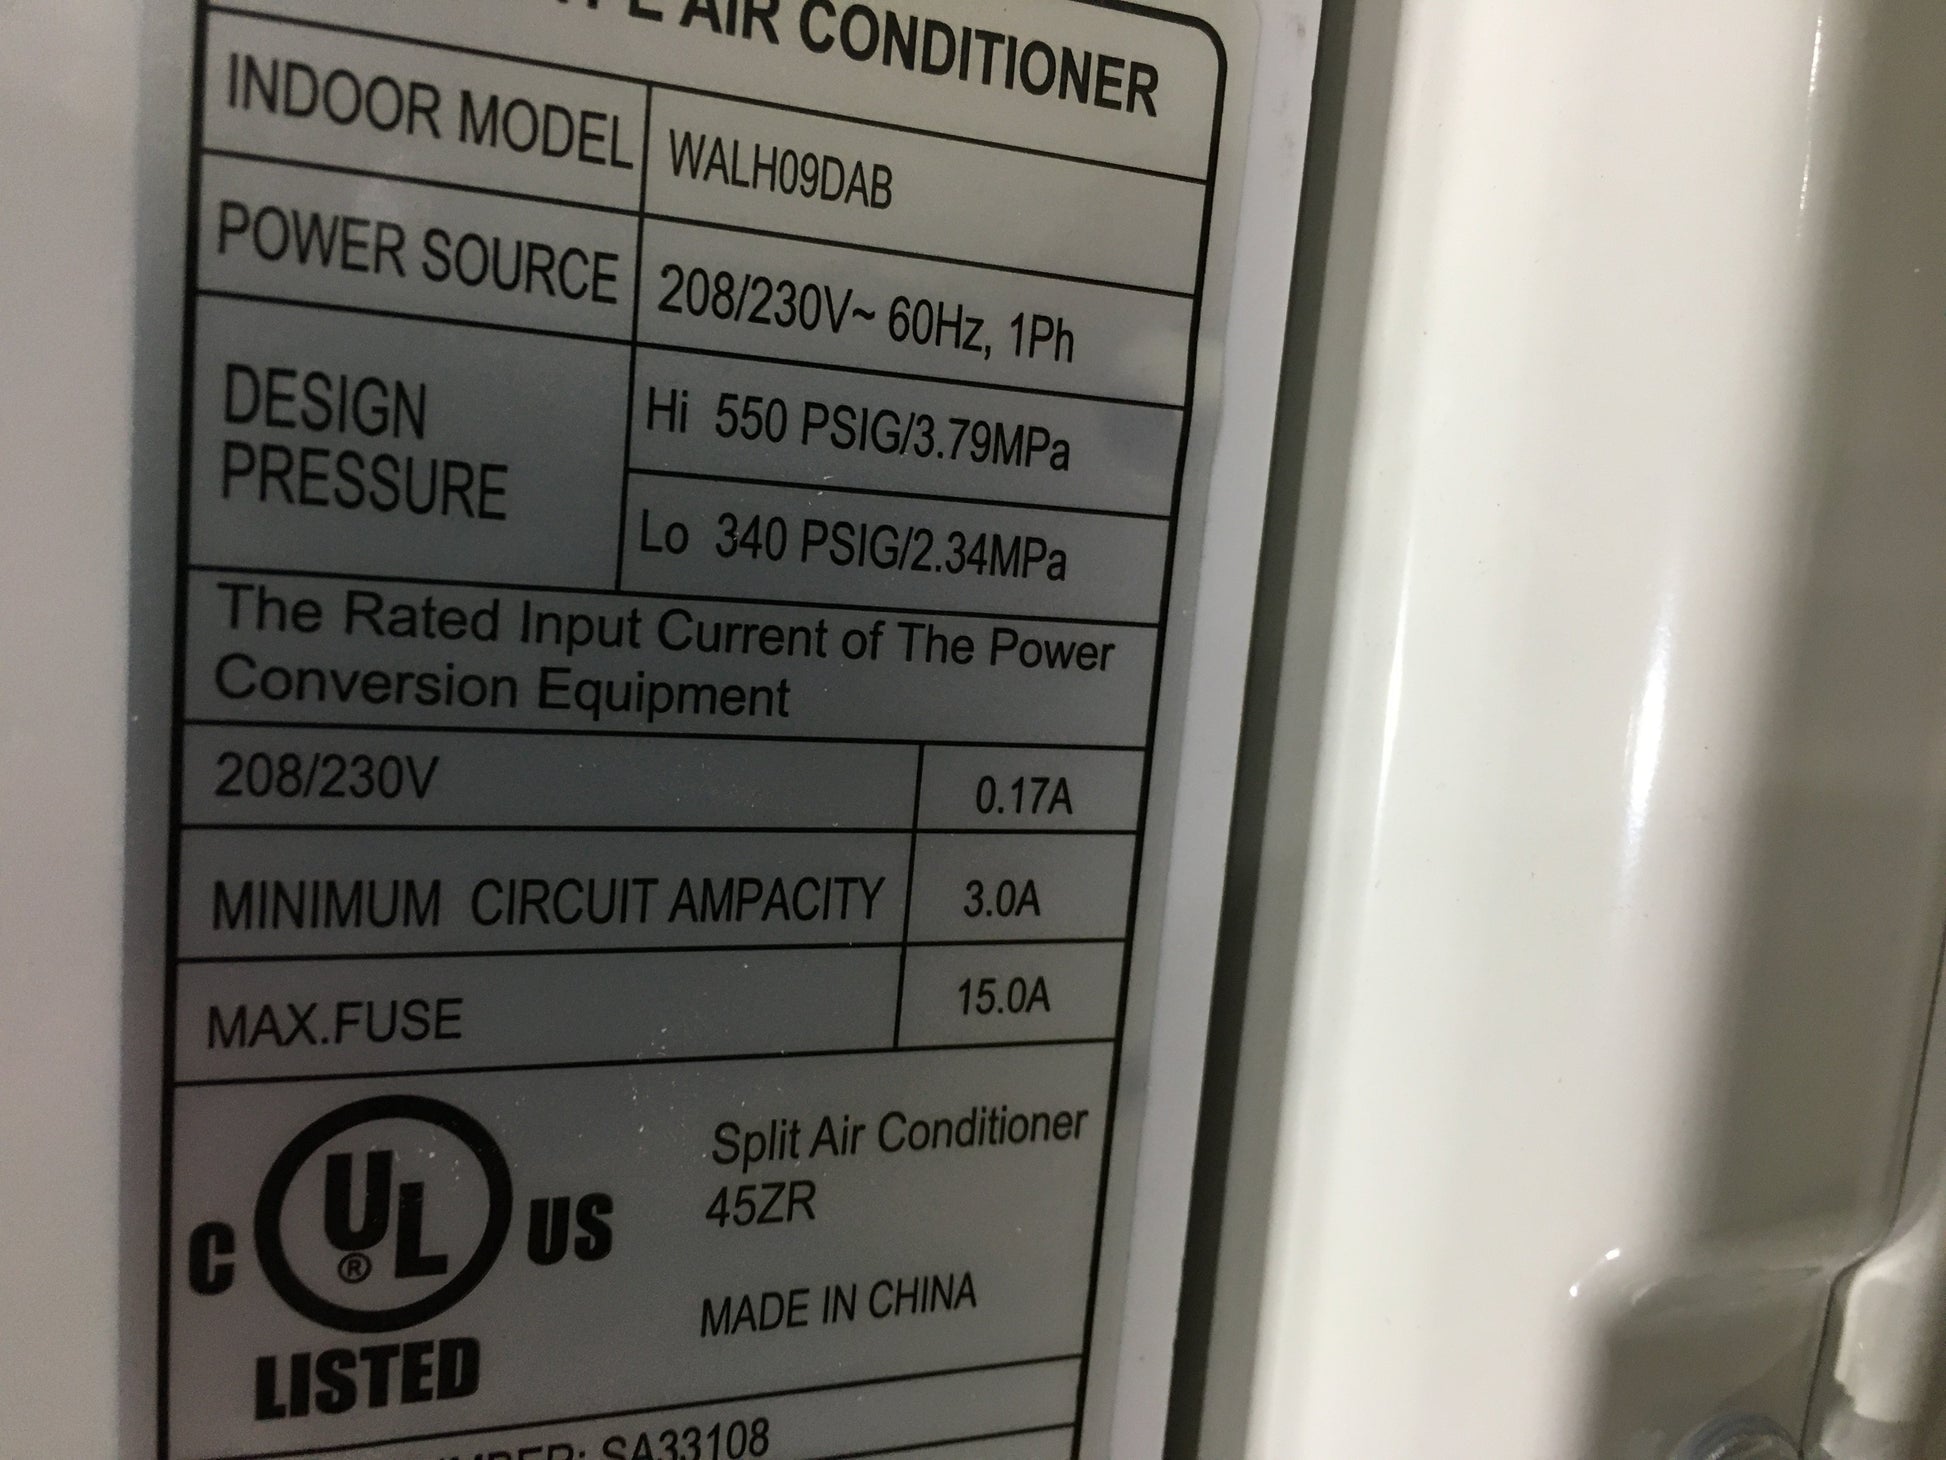 AIR CONDITIONER
INDOOR MODEL WALH09DAB
POWER SOURCE 208/230V~ 60Hz, 1Ph
DESIGN PRESSURE
Hi 550 PSIG/3.79MPa
Lo 340 PSIG/2.34MPa
The Rated Input Current of The Power
Conversion Equipment
208/230V 0.17A
MINIMUM CIRCUIT AMPACITY 3.0A
MAX.FUSE 15.0A
C UL® US
LISTED
Split Air Conditioner
45ZR
MADE IN CHINA
SA33108